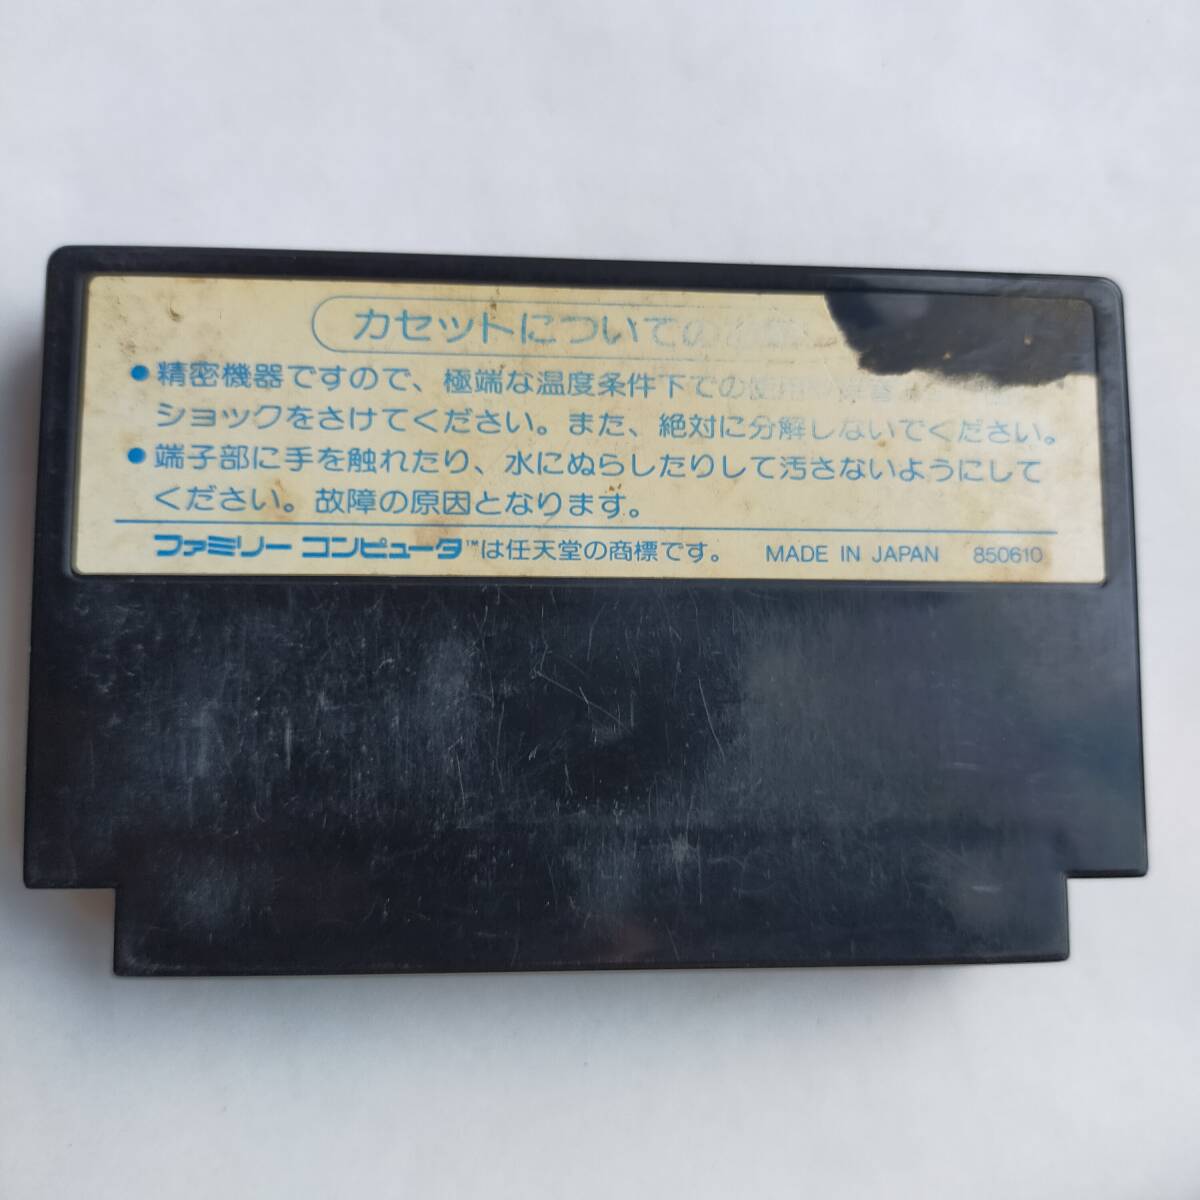 カセットについての
●精密機器ですので、極端な温度条件下での使用や保管
ショックをさけてください。また、絶対に分解しないでください。
●端子部に手を触れたり、水にぬらしたりして汚さないようにして
ください。故障の原因となります。
ファミリー コンピュータ™は任天堂の商標です。 MADE IN JAPAN 850610